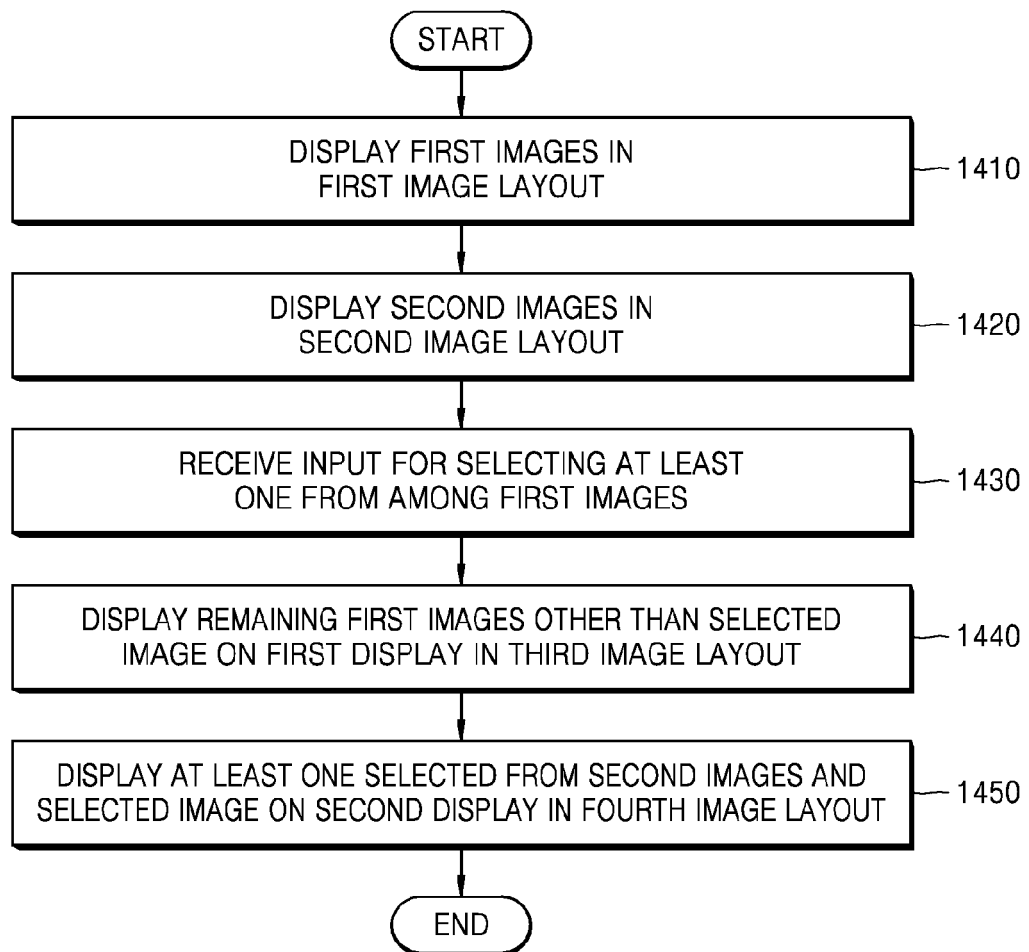 START
DISPLAY FIRST IMAGES IN
FIRST IMAGE LAYOUT
1410
DISPLAY SECOND IMAGES IN
SECOND IMAGE LAYOUT
1420
RECEIVE INPUT FOR SELECTING AT LEAST
ONE FROM AMONG FIRST IMAGES
1430
DISPLAY REMAINING FIRST IMAGES OTHER THAN SELECTED
IMAGE ON FIRST DISPLAY IN THIRD IMAGE LAYOUT
1440
DISPLAY AT LEAST ONE SELECTED FROM SECOND IMAGES AND
SELECTED IMAGE ON SECOND DISPLAY IN FOURTH IMAGE LAYOUT
1450
END